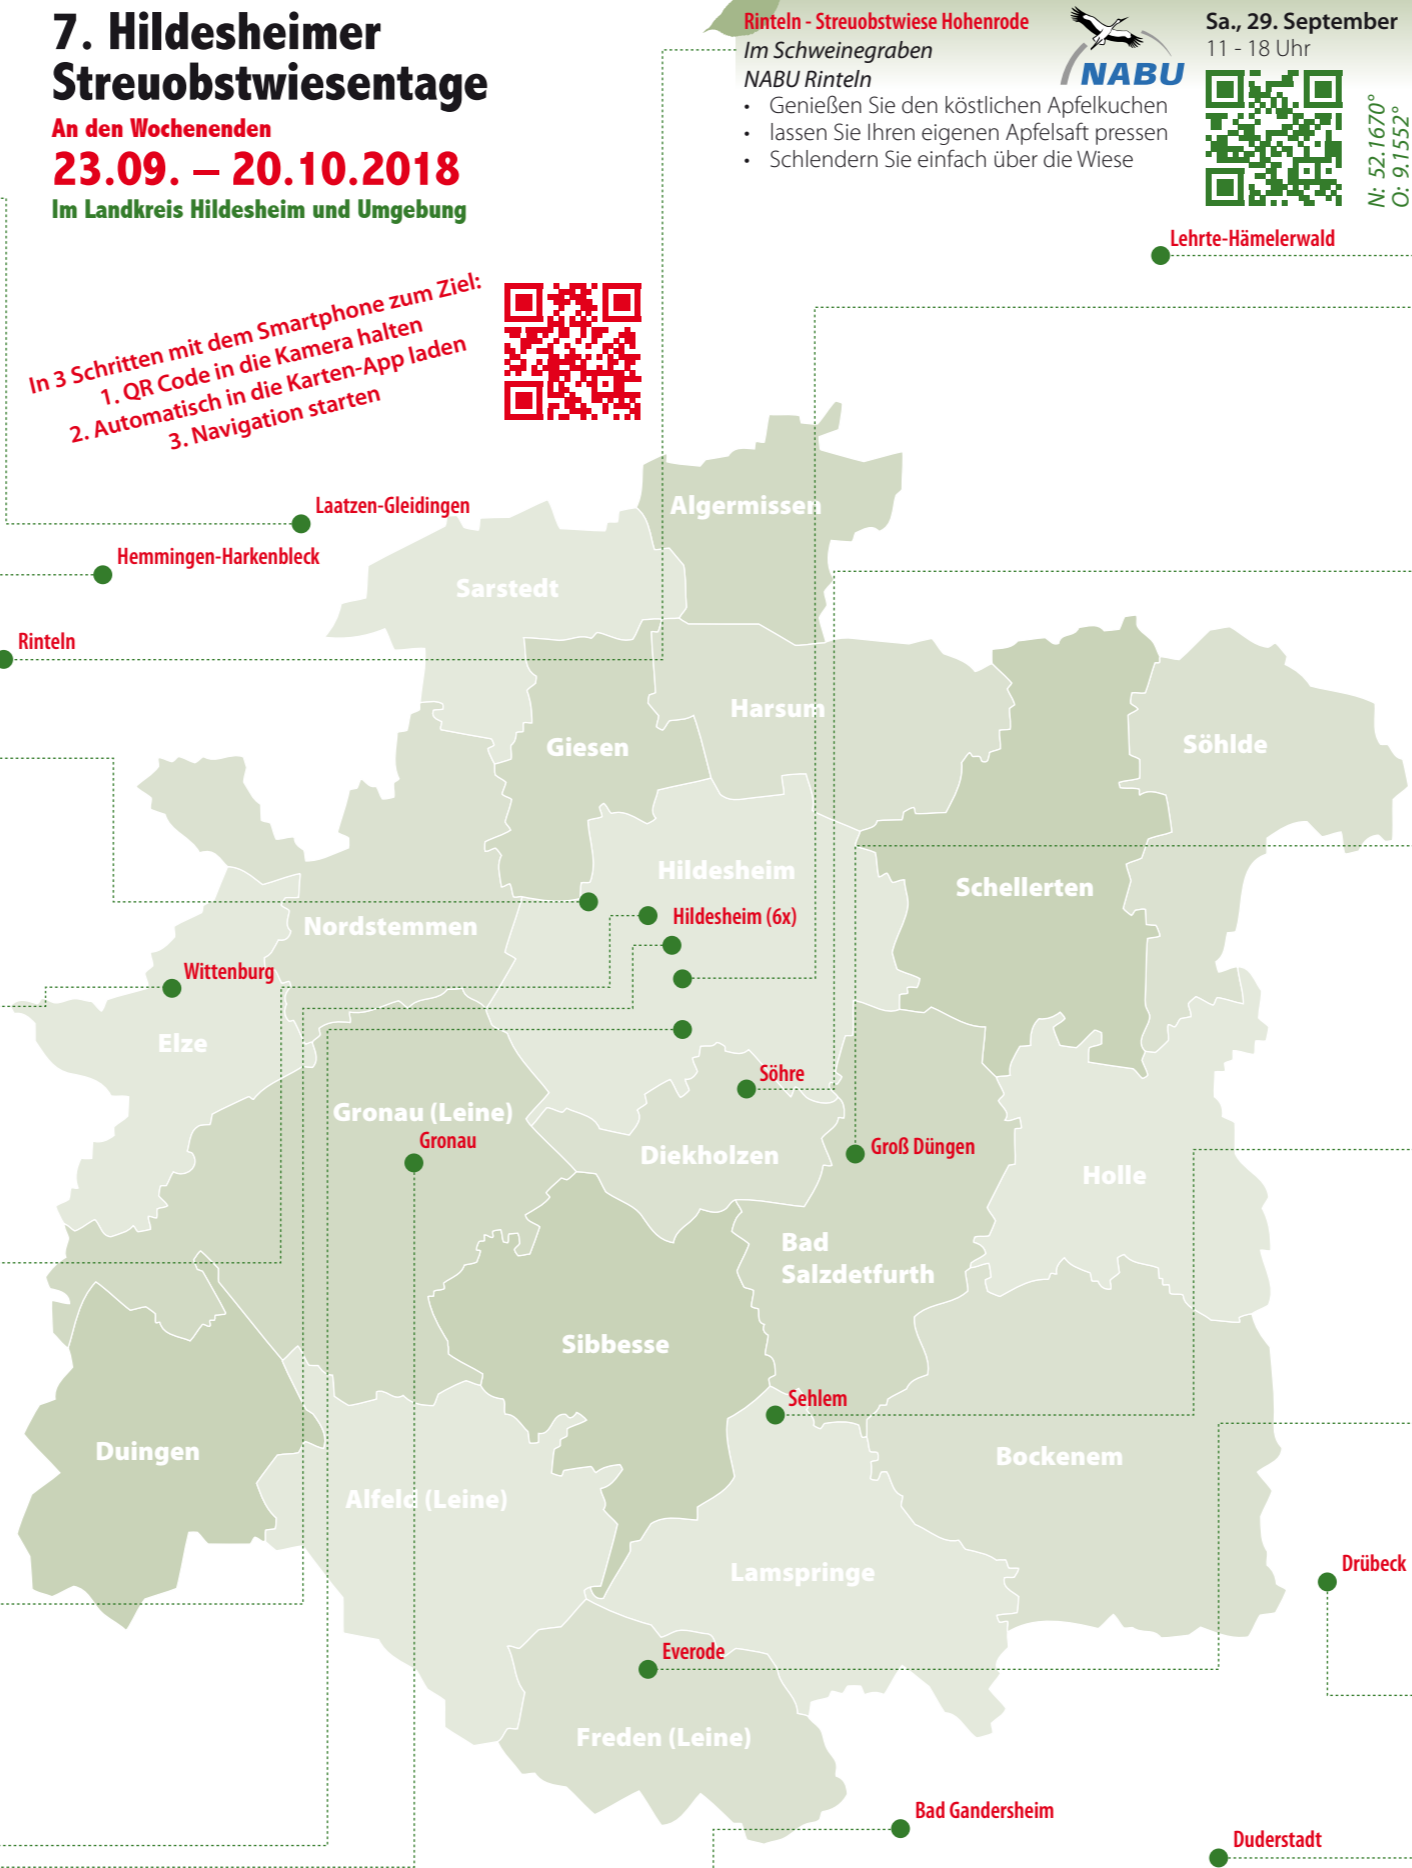 7. Hildesheimer
Streuobstwiesentage
An den Wochenenden
23.09. – 20.10.2018
Im Landkreis Hildesheim und Umgebung
Rinteln - Streuobstwiese Hohenrode
Im Schweinegraben
NABU Rinteln
• Genießen Sie den köstlichen Apfelkuchen
• lassen Sie Ihren eigenen Apfelsaft pressen
• Schlendern Sie einfach über die Wiese
NABU
Sa., 29. September
11 - 18 Uhr
N: 52.1670°
O: 9.1552°
In 3 Schritten mit dem Smartphone zum Ziel:
1. QR Code in die Kamera halten
2. Automatisch in die Karten-App laden
3. Navigation starten
Lehrte-Hämelerwald
Laatzen-Gleidingen
Algermissen
Hemmingen-Harkenbleck
Sarstedt
Rinteln
Harsum
Giesen
Söhlde
Hildesheim
Schellerten
Hildesheim (6x)
Nordstemmen
Wittenburg
Elze
Söhre
Gronau (Leine)
Gronau
Diekholzen
Groß Düngen
Holle
Bad
Salzdetfurth
Sibbesse
Sehlem
Duingen
Bockenem
Alfeld (Leine)
Drübeck
Lamspringe
Everode
Freden (Leine)
Bad Gandersheim
Duderstadt